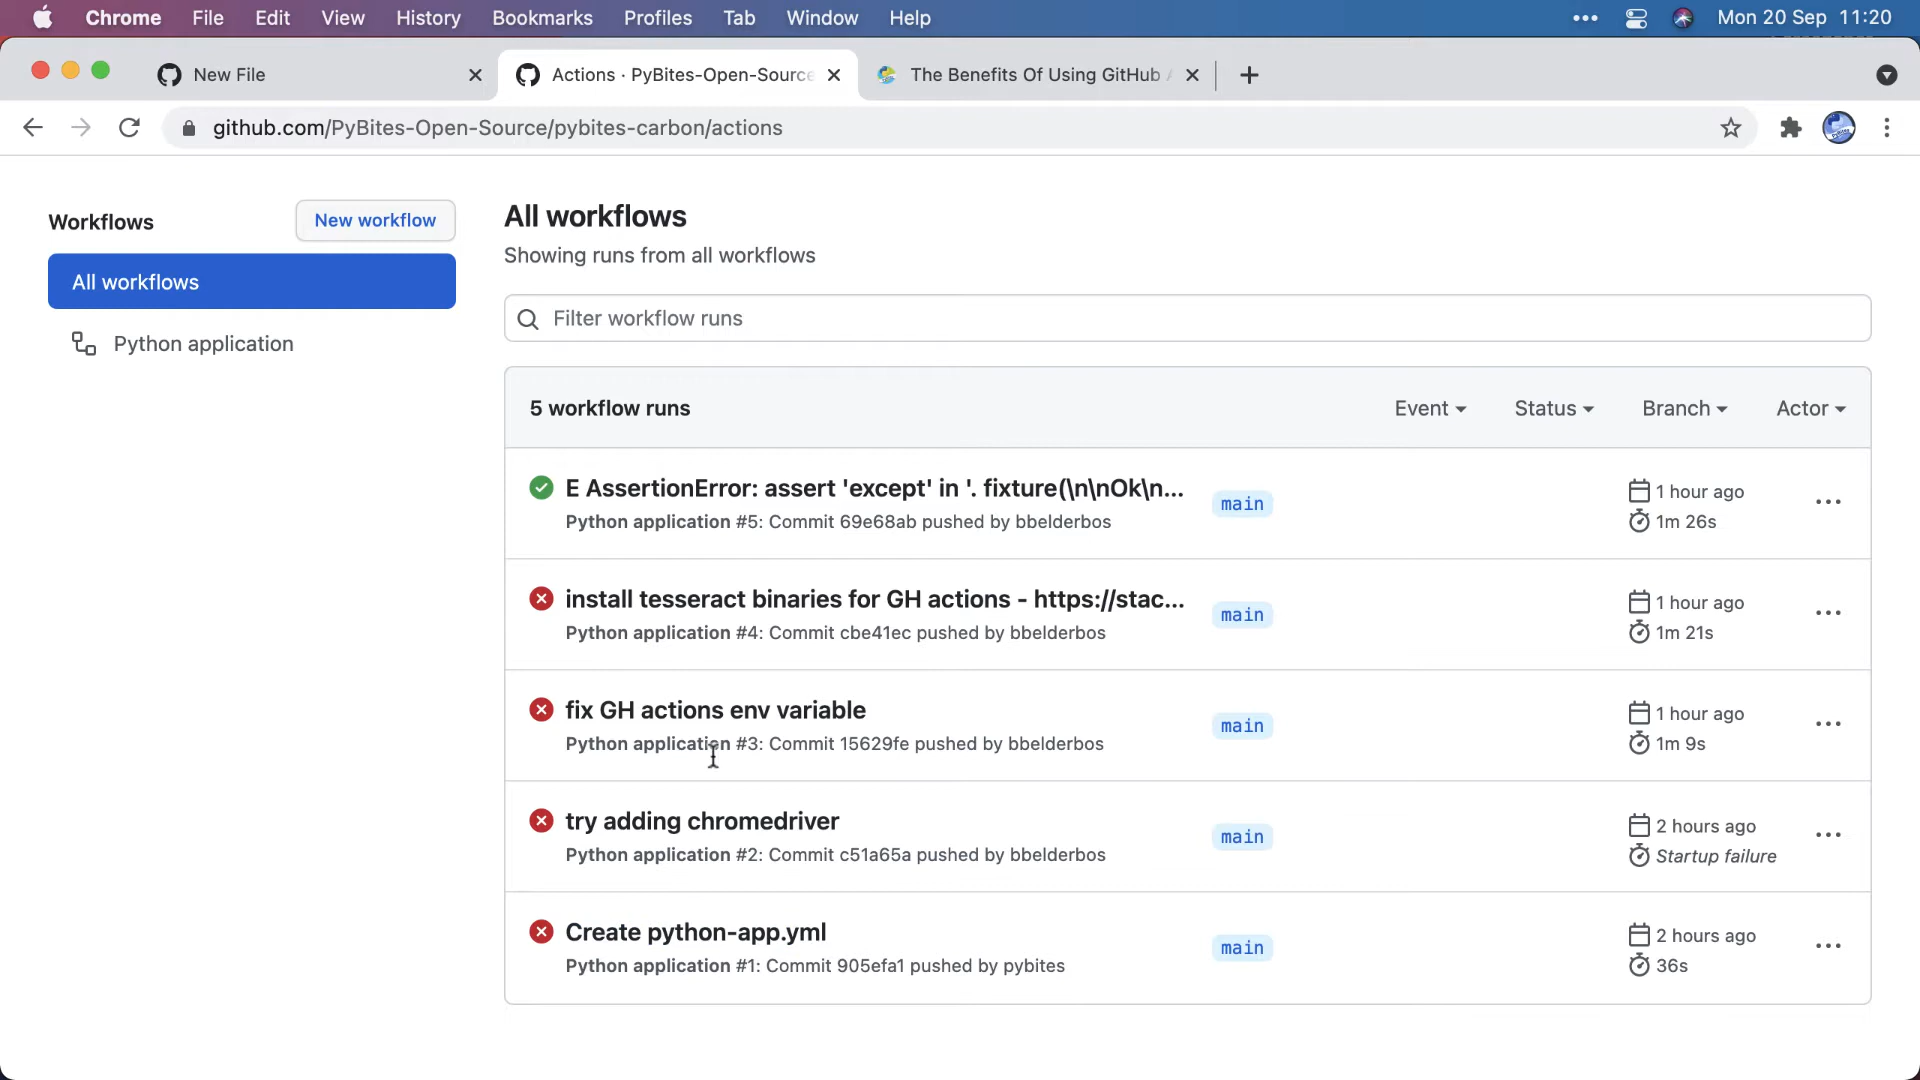 Chrome File Edit View History Bookmarks Profiles Tab Window Help ••• Mon 20 Sep 11:20
New File Actions · PyBites-Open-Source The Benefits Of Using GitHub
github.com/PyBites-Open-Source/pybites-carbon/actions
Workflows
New workflow
All workflows
Python application
All workflows
Showing runs from all workflows
Filter workflow runs
5 workflow runs Event Status Branch Actor
E AssertionError: assert 'except' in '. fixture(\n\nOk\n...
Python application #5: Commit 69e68ab pushed by bbelderbos
main
1 hour ago
1m 26s
install tesseract binaries for GH actions - https://stac...
Python application #4: Commit cbe41ec pushed by bbelderbos
main
1 hour ago
1m 21s
fix GH actions env variable
Python application #3: Commit 15629fe pushed by bbelderbos
main
1 hour ago
1m 9s
try adding chromedriver
Python application #2: Commit c51a65a pushed by bbelderbos
main
2 hours ago
Startup failure
Create python-app.yml
Python application #1: Commit 905efa1 pushed by pybites
main
2 hours ago
36s